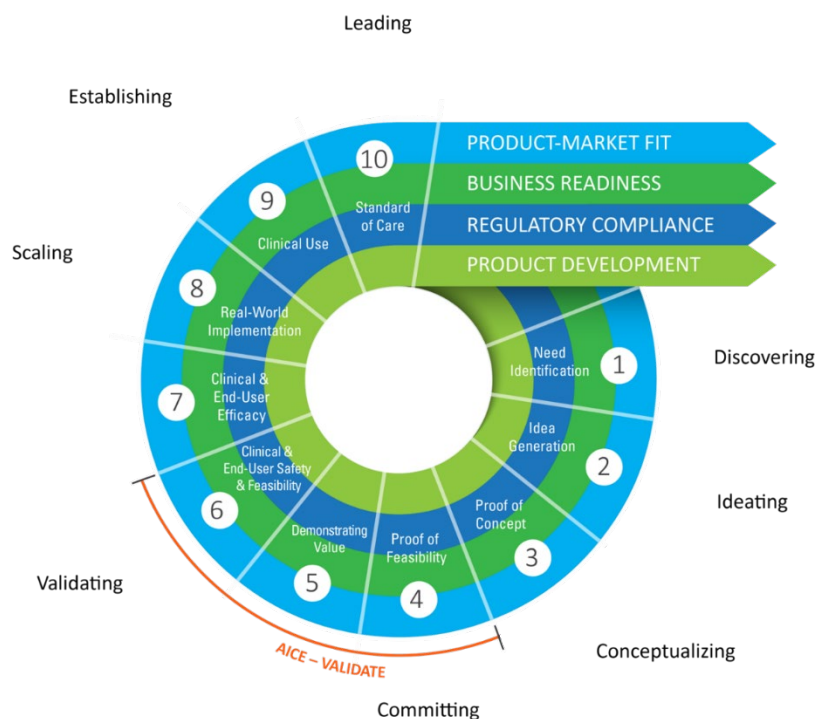 Leading
Establishing
PRODUCT-MARKET FIT
10
BUSINESS READINESS
9
Standard
of Care
REGULATORY COMPLIANCE
Clinical Use
Scaling
PRODUCT DEVELOPMENT
8
Real-World
Implementation
Need
Identification
1
Discovering
7
Clinical &
End-User
Efficacy
Idea
Generation
2
Clinical &
End-User Safety
& Feasibility
Ideating
6
Proof of
Concept
3
Demonstrating
Value
Proof of
Feasibility
5
4
Validating
AICE – VALIDATE
Conceptualizing
Committing